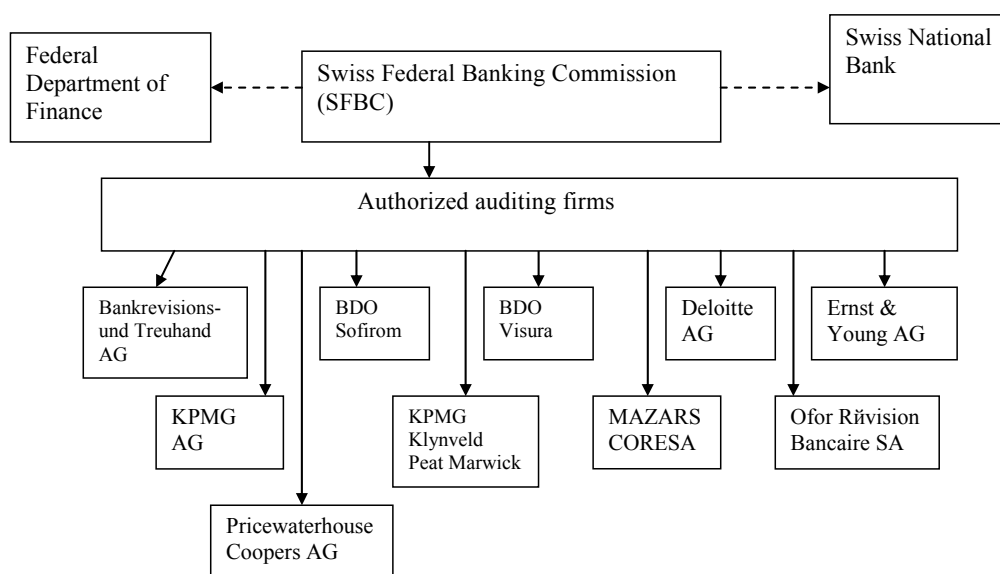 Federal
Department of
Finance
Swiss Federal Banking Commission
(SFBC)
Swiss National
Bank
Authorized auditing firms
Bankrevisions-
und Treuhand
AG
BDO
Sofirom
BDO
Visura
Deloitte
AG
Ernst &
Young AG
KPMG
AG
KPMG
Klynveld
Peat Marwick
MAZARS
CORESA
Ofor Rйvision
Bancaire SA
Pricewaterhouse
Coopers AG